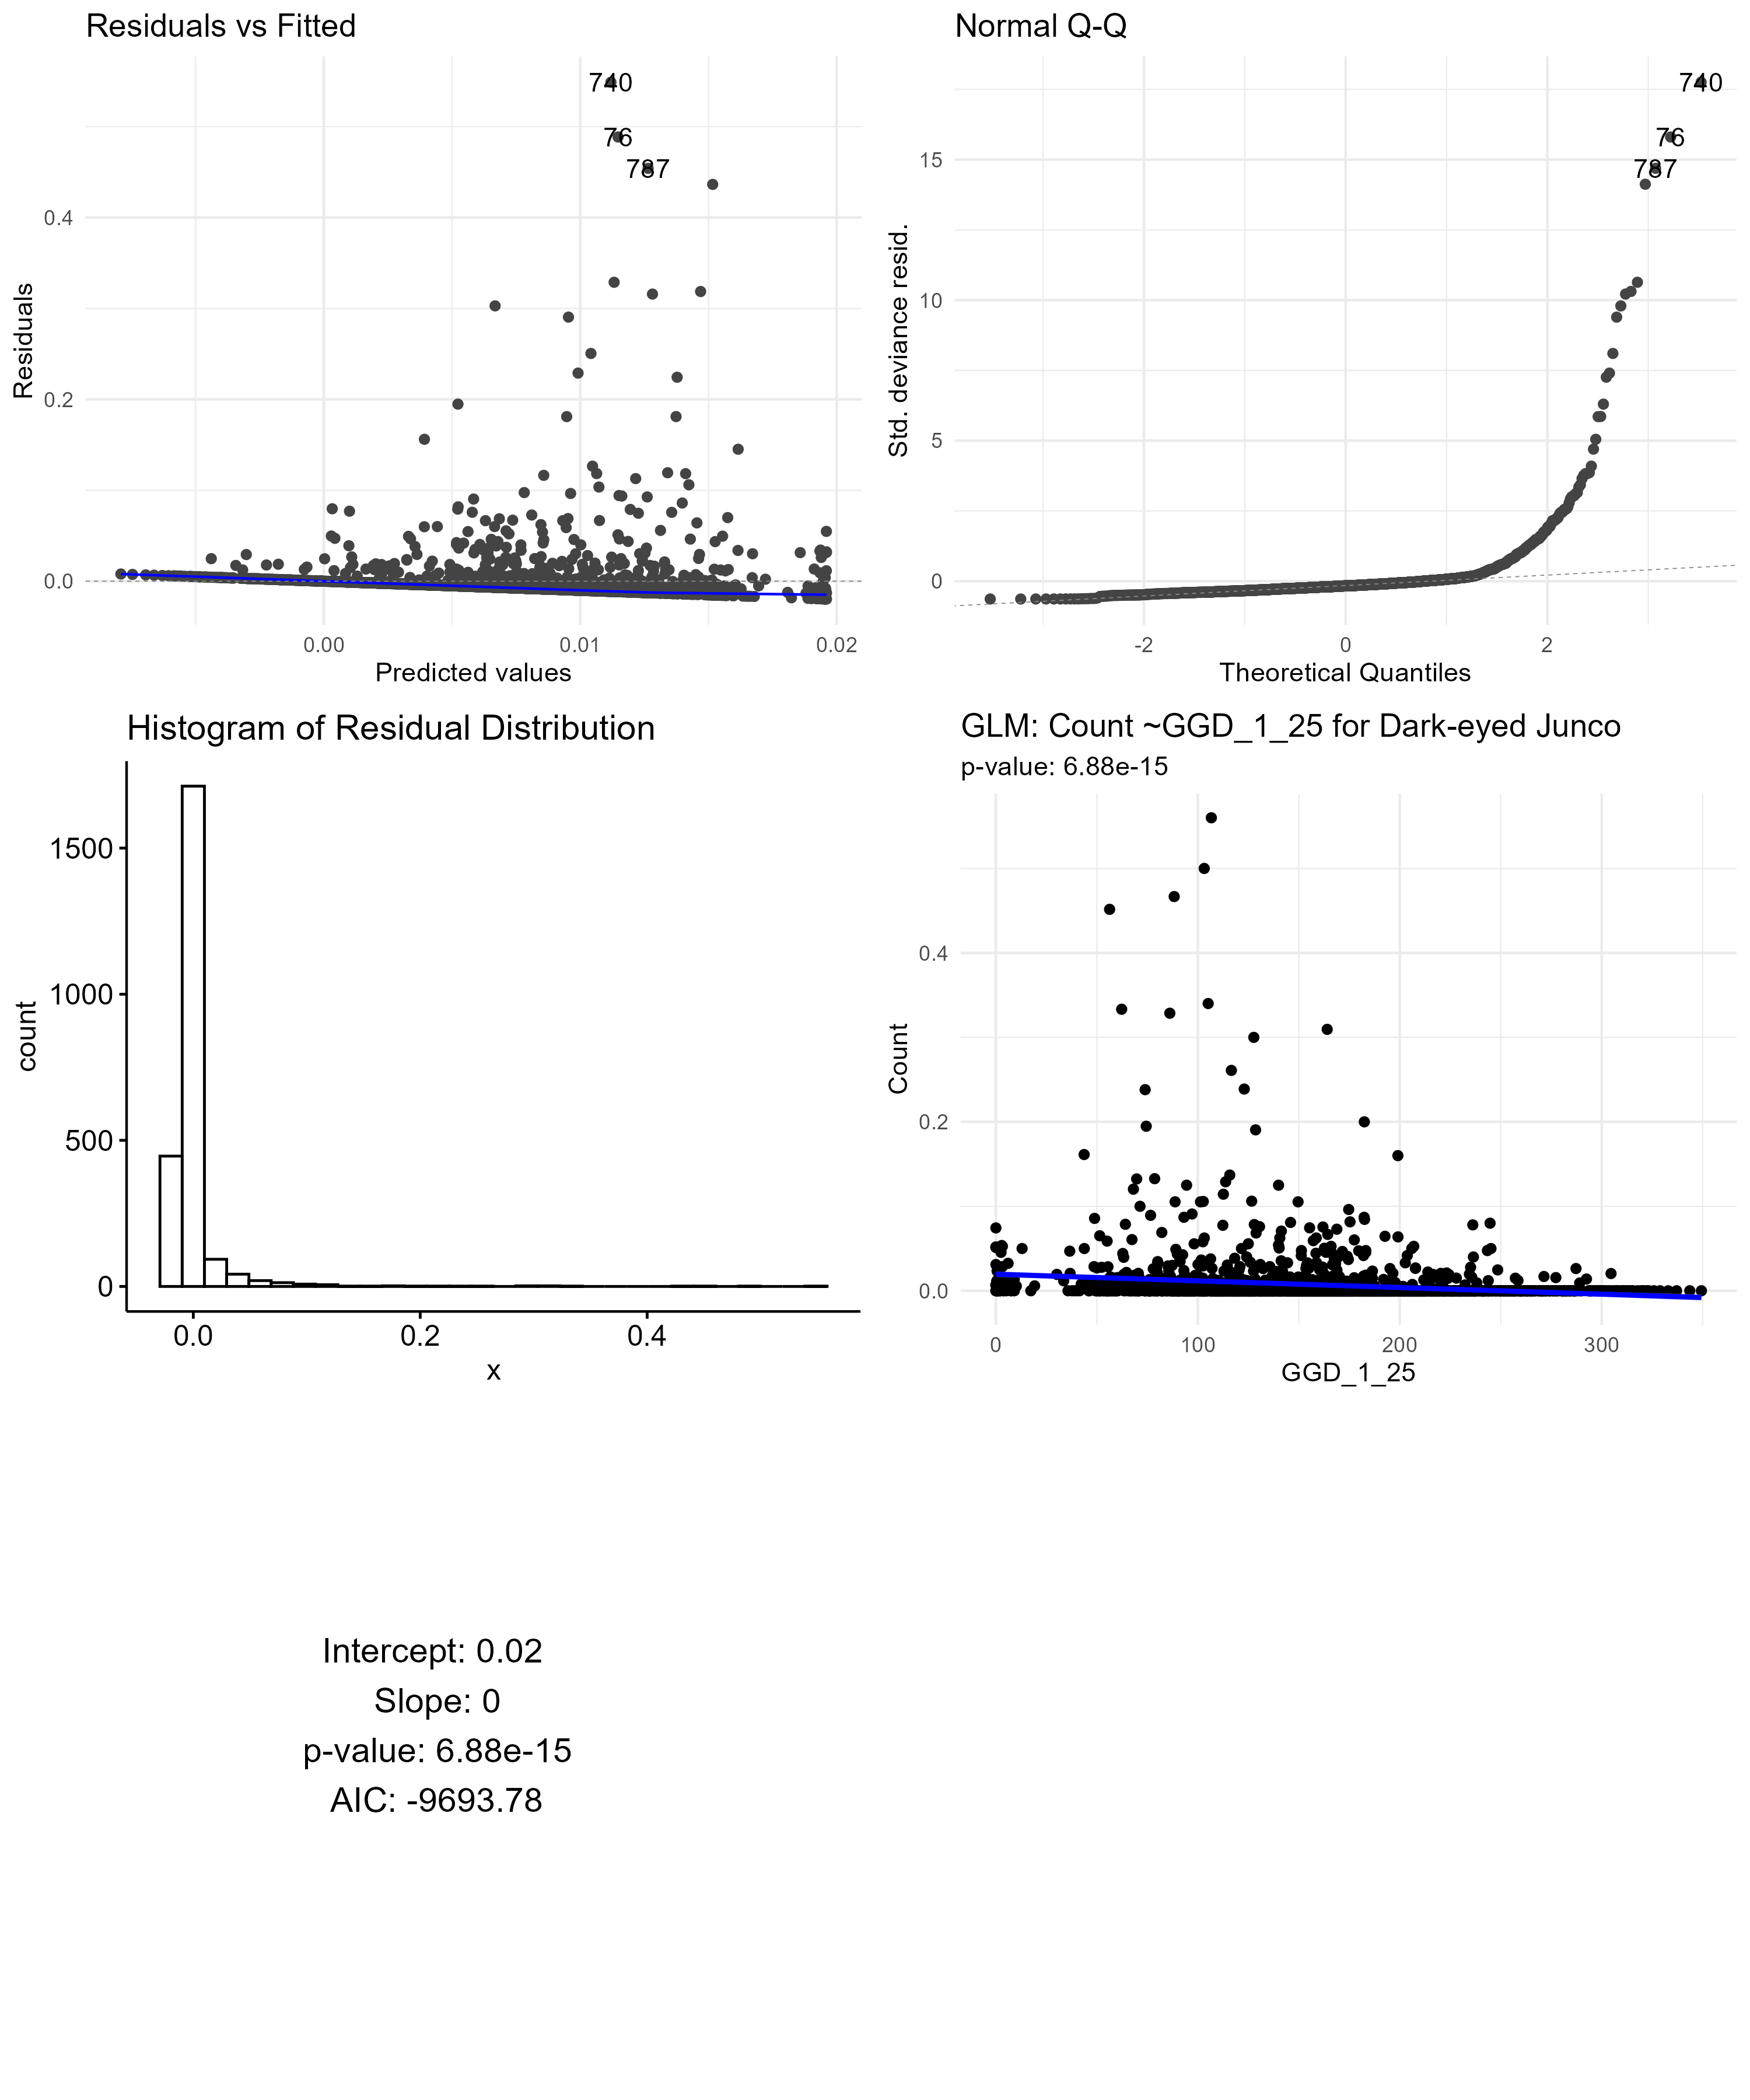 Residuals vs Fitted
740
76
787
0.4
0.2
0.0
Residuals
0.00
0.01
0.02
Predicted values
Normal Q-Q
740
76
787
15
10
5
0
Std. deviance resid.
-2
0
2
Theoretical Quantiles
Histogram of Residual Distribution
1500
1000
500
0
count
0.0
0.2
0.4
x
GLM: Count ~GGD_1_25 for Dark-eyed Junco
p-value: 6.88e-15
0.4
0.2
0.0
Count
0
100
200
300
GGD_1_25
Intercept: 0.02
Slope: 0
p-value: 6.88e-15
AIC: -9693.78